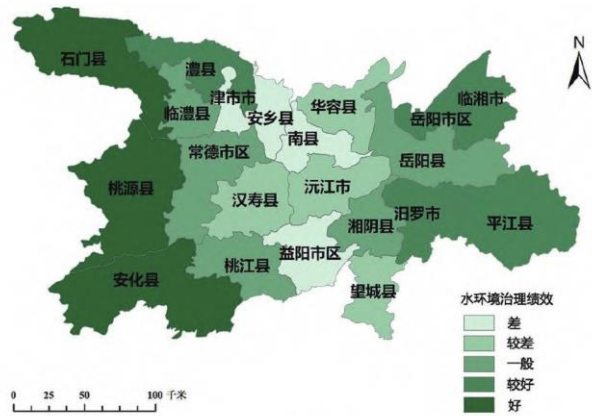 N
石门县
澧县
津市市
临澧县
安乡县
华容县
南县
临湘市
岳阳市区
常德市区
岳阳县
桃源县
汉寿县
沅江市
湘阴县
汨罗市
平江县
益阳市区
桃江县
安化县
望城县
水环境治理绩效
差
较差
一般
较好
好
0 25 50 100 千米